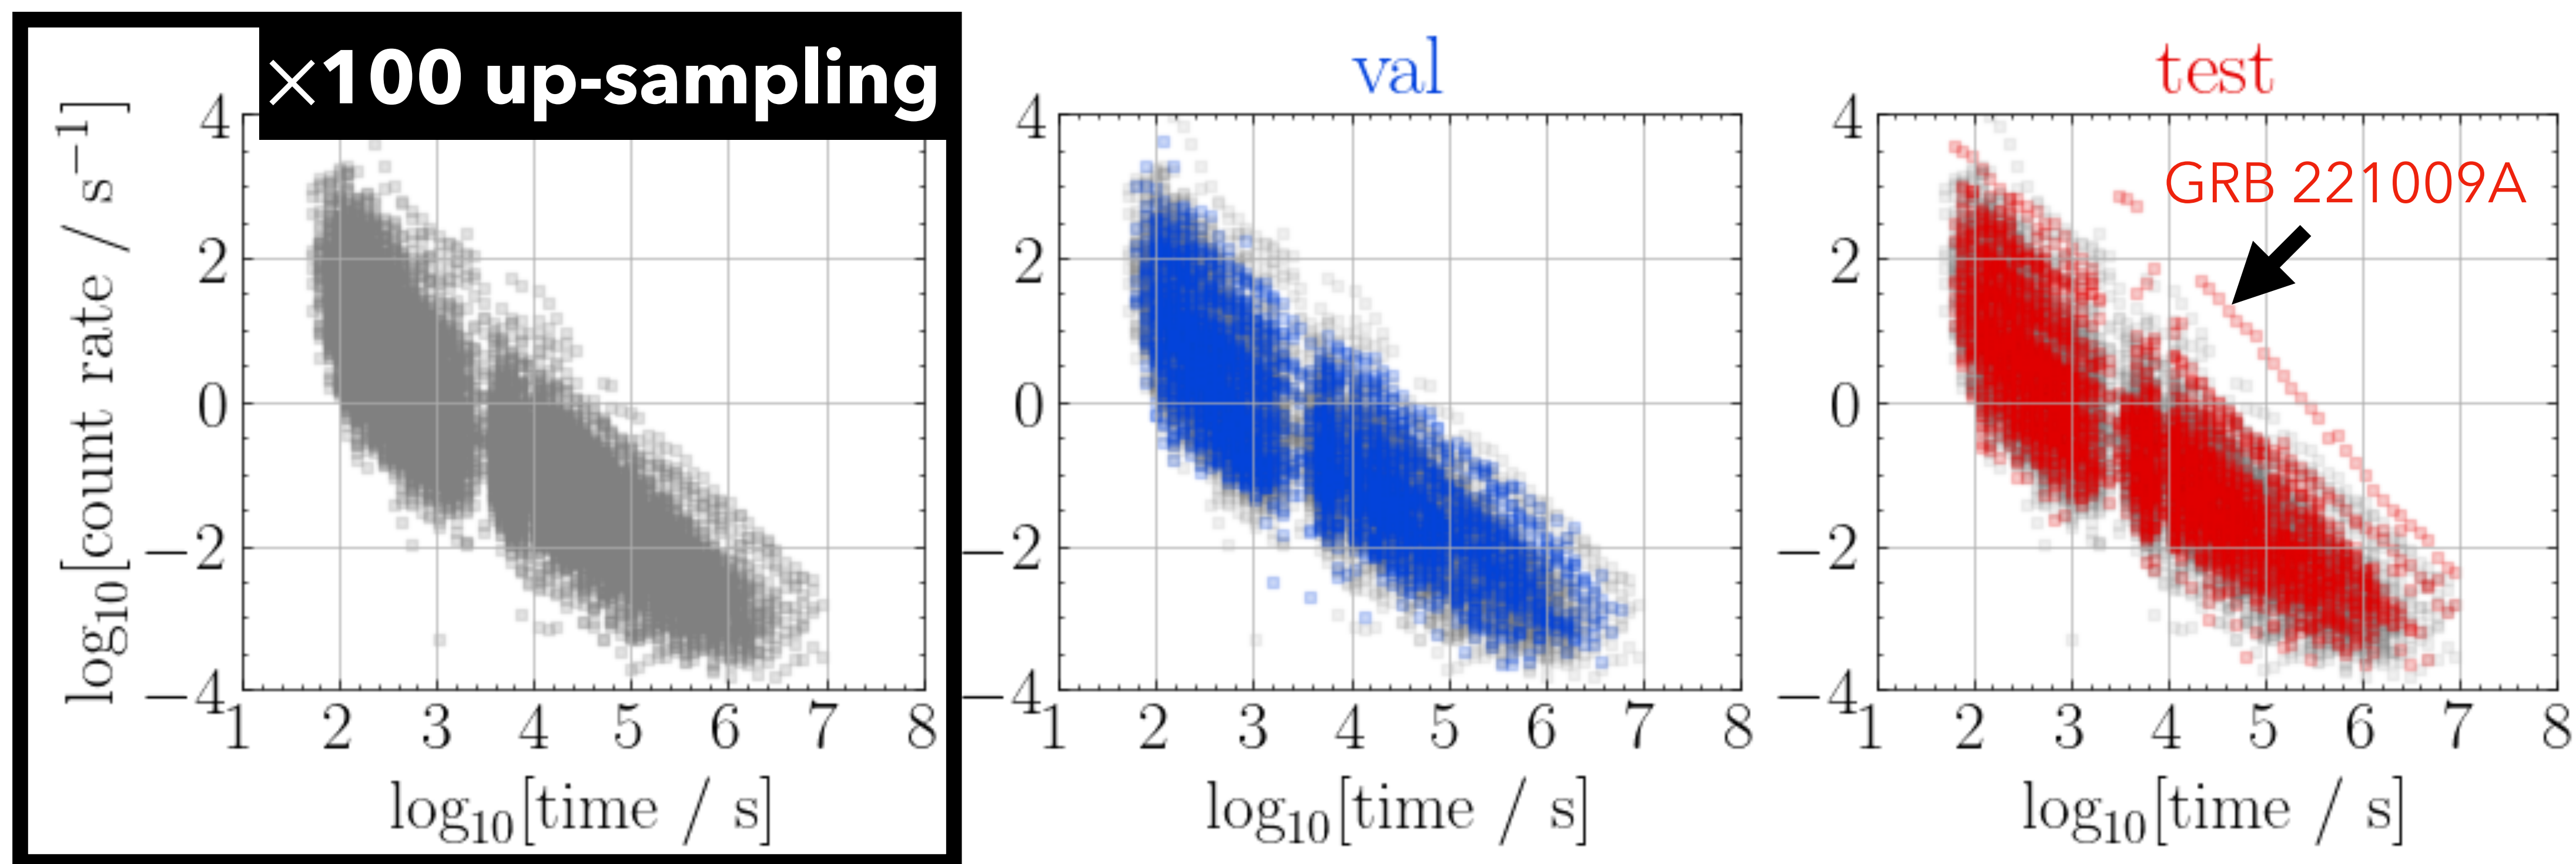 ×100 up-sampling
log₁₀[count rate / s⁻¹]
4
2
0
−2
−4
1 2 3 4 5 6 7 8
log₁₀[time / s]
val
4
2
0
−2
−4
1 2 3 4 5 6 7 8
log₁₀[time / s]
test
GRB 221009A
4
2
0
−2
−4
1 2 3 4 5 6 7 8
log₁₀[time / s]